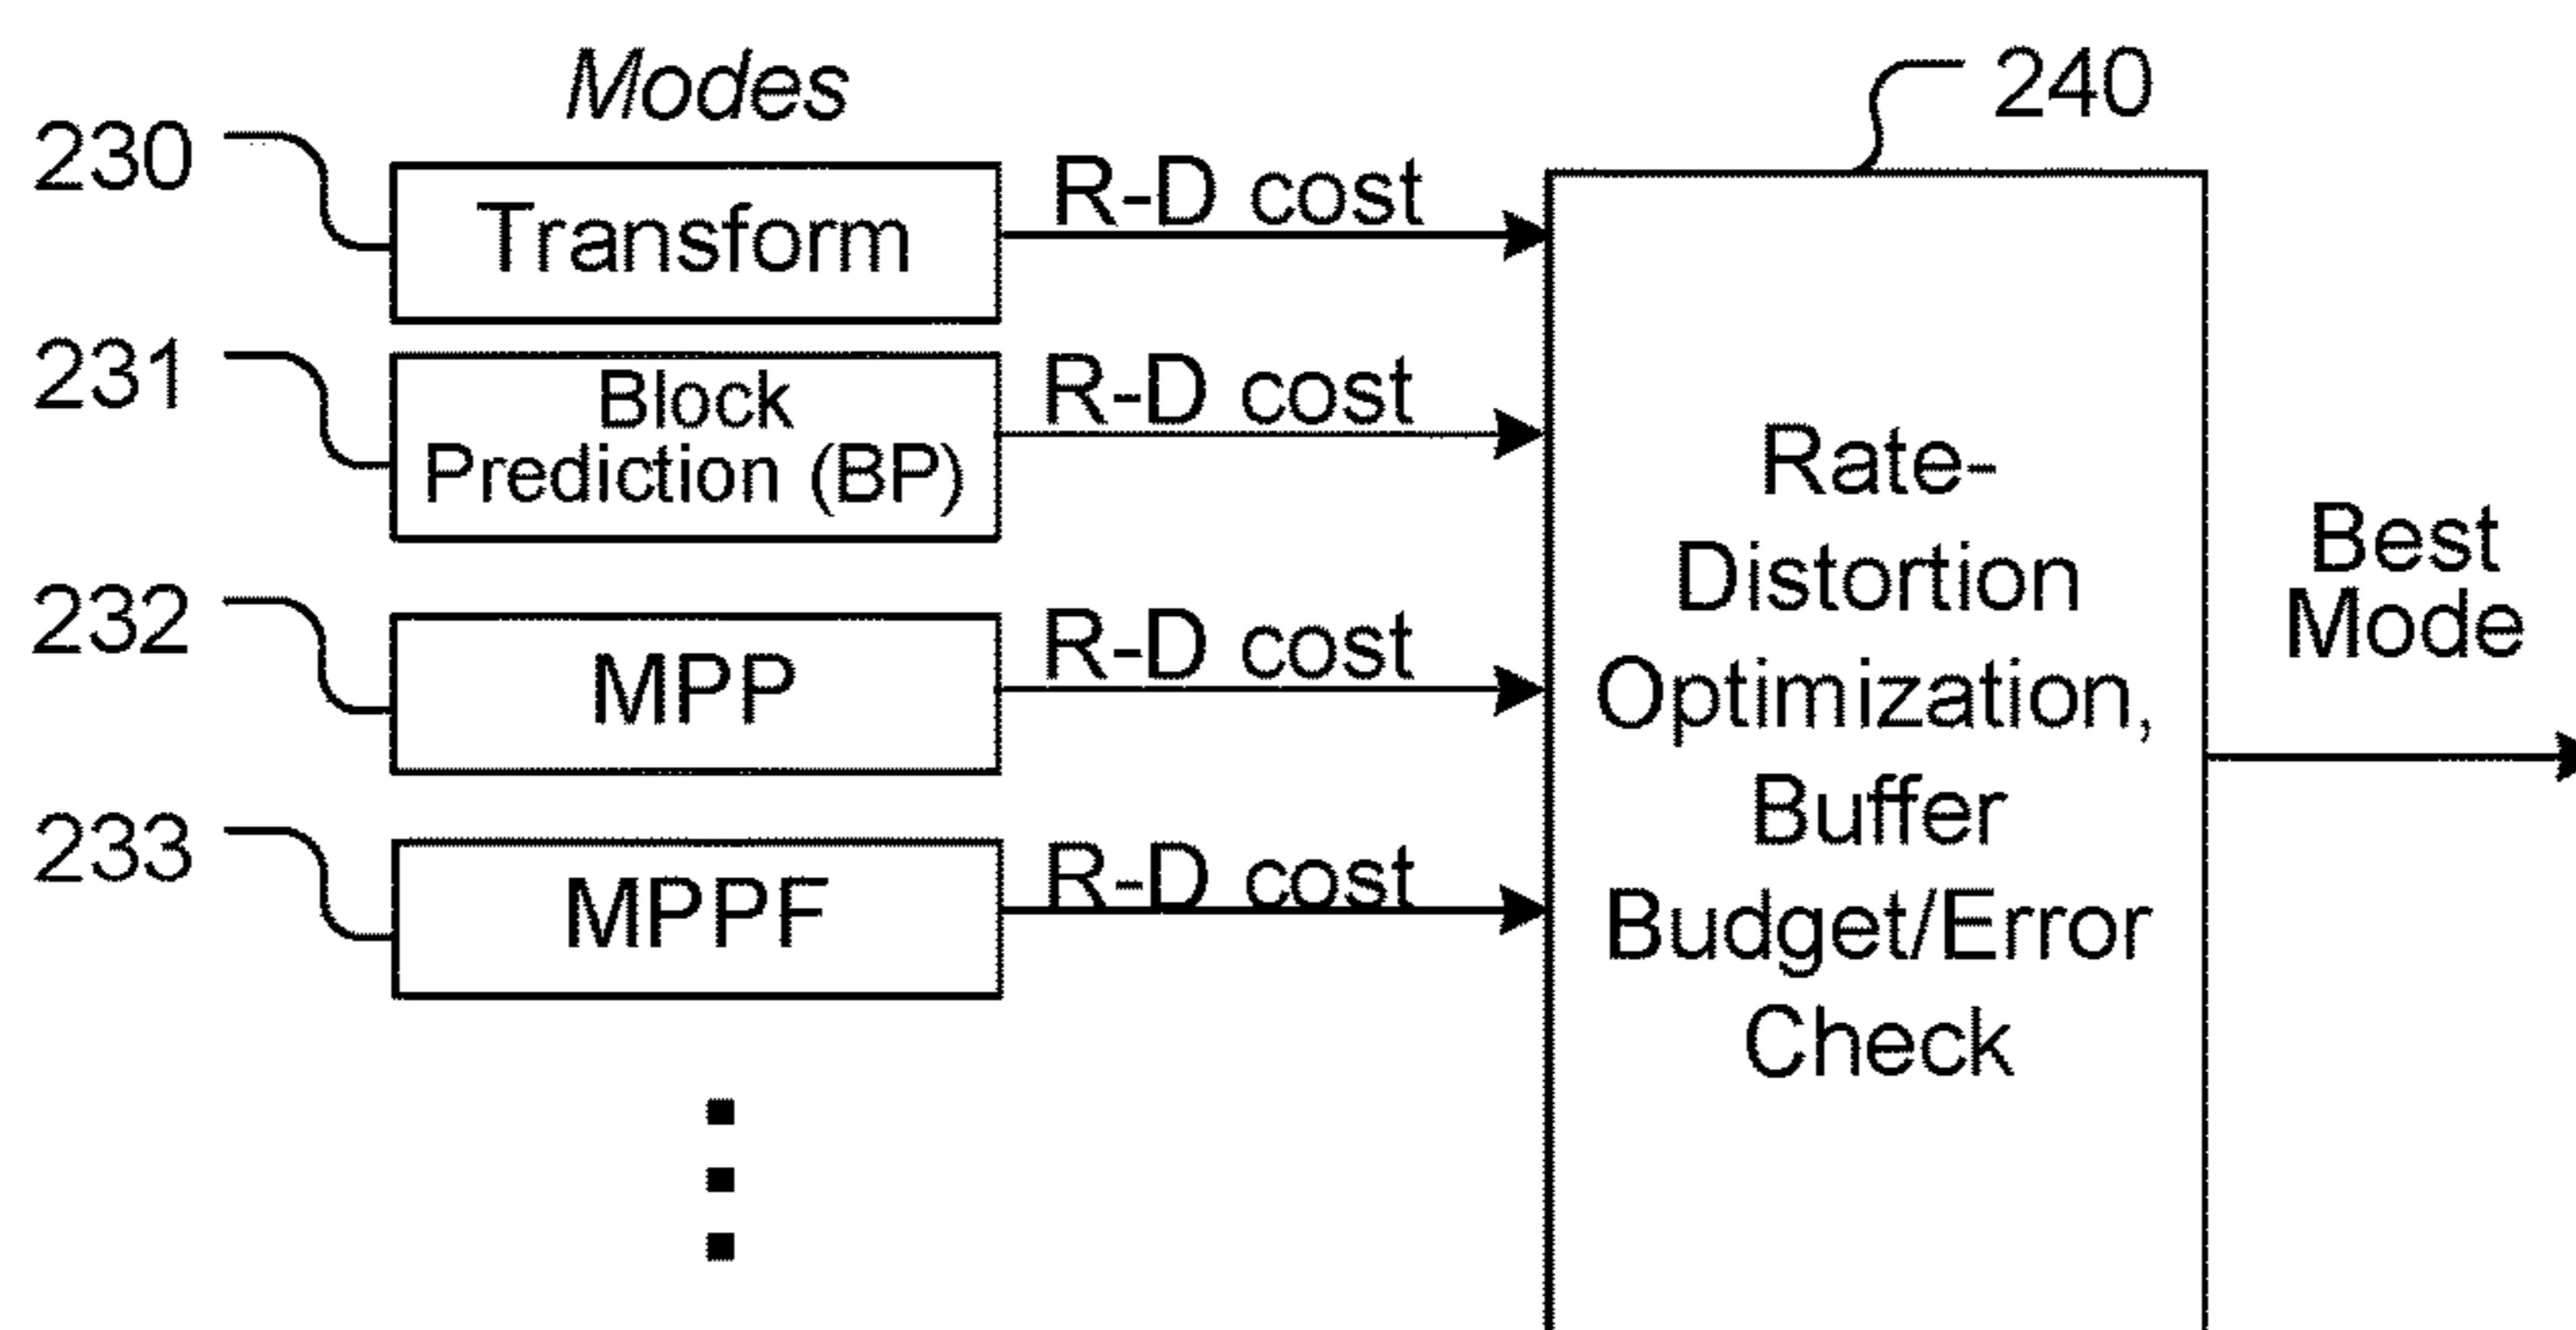 Modes
240
230
Transform
R-D cost
231
Block
Prediction (BP)
R-D cost
232
MPP
R-D cost
233
MPPF
R-D cost
Rate-
Distortion
Optimization,
Buffer
Budget/Error
Check
Best
Mode